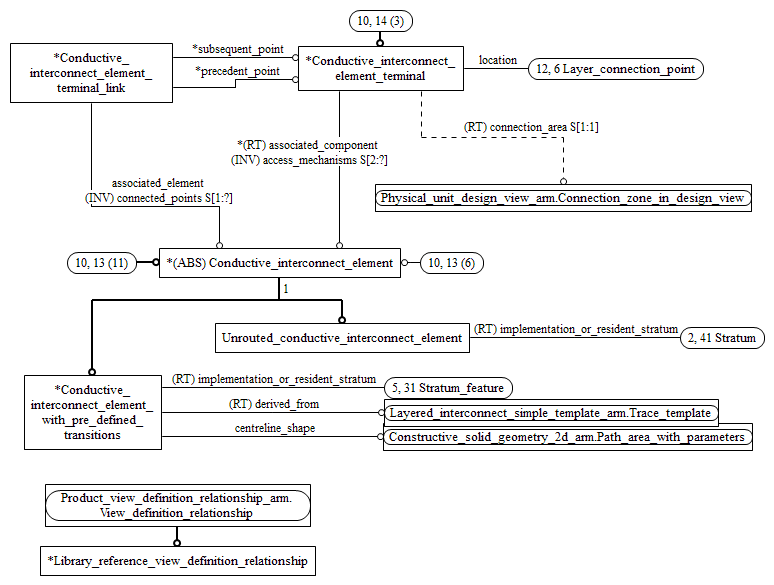 10, 14 (3)
*Conductive_
interconnect_element_
terminal_link
*subsequent_point
*precedent_point
*Conductive_interconnect_
element_terminal
location
12, 6 Layer_connection_point
(RT) connection_area S[1:1]
*(RT) associated_component
(INV) access_mechanisms S[2:?]
associated_element
(INV) connected_points S[1:?]
Physical_unit_design_view_arm.Connection_zone_in_design_view
10, 13 (11)
*(ABS) Conductive_interconnect_element
10, 13 (6)
1
Unrouted_conductive_interconnect_element
(RT) implementation_or_resident_stratum
2, 41 Stratum
*Conductive_
interconnect_element_
with_pre_defined_
transitions
(RT) implementation_or_resident_stratum
5, 31 Stratum_feature
(RT) derived_from
Layered_interconnect_simple_template_arm.Trace_template
centreline_shape
Constructive_solid_geometry_2d_arm.Path_area_with_parameters
Product_view_definition_relationship_arm.
View_definition_relationship
*Library_reference_view_definition_relationship